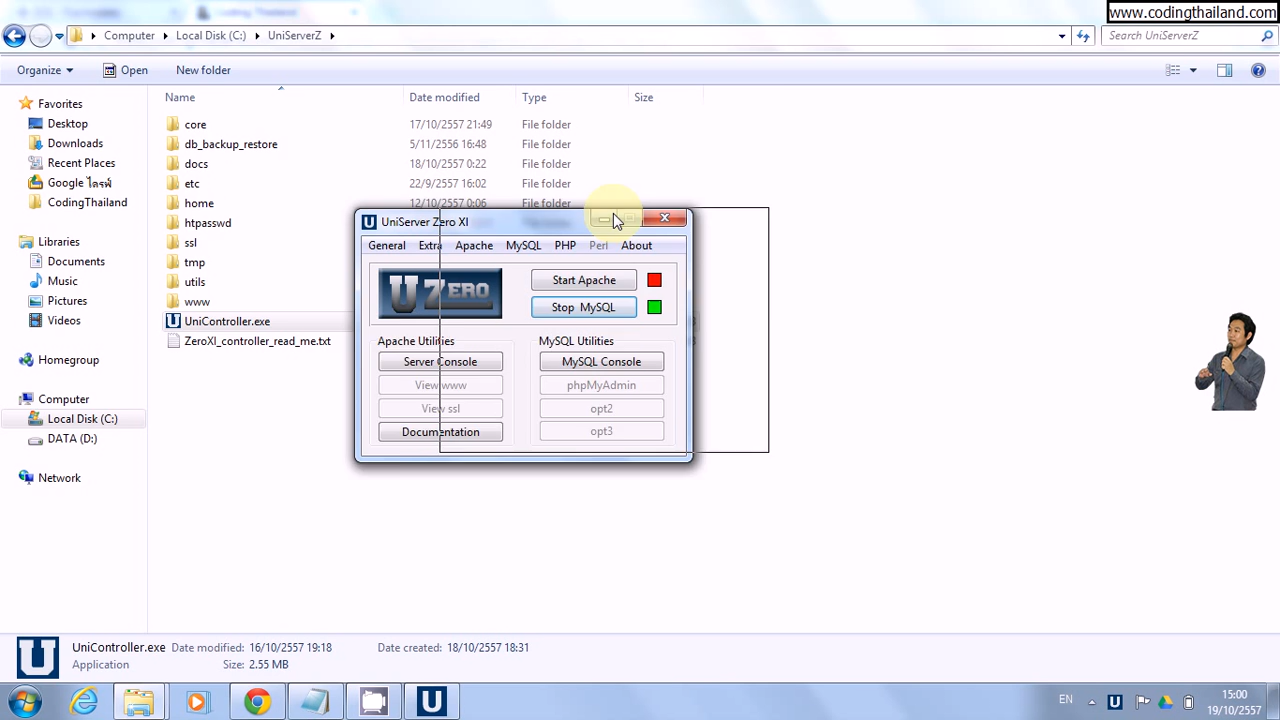 www.codingthailand.com
Computer Local Disk (C:) UniServerZ
Search UniServerZ
Organize Open New folder
Name Date modified Type Size
Favorites
Desktop
Downloads
Recent Places
Google ไดรฟ์
CodingThailand
Libraries
Documents
Music
Pictures
Videos
Homegroup
Computer
Local Disk (C:)
DATA (D:)
Network
core 17/10/2557 21:49 File folder
db_backup_restore 5/11/2556 16:48 File folder
docs 18/10/2557 0:22 File folder
etc 22/9/2557 16:02 File folder
home 12/10/2557 0:06 File folder
htpasswd
ssl
tmp
utils
www
UniController.exe
ZeroXI_controller_read_me.txt
UniServer Zero XI
General Extra Apache MySQL PHP Perl About
U ZERO
Start Apache
Stop MySQL
Apache Utilities
Server Console
View www
View ssl
Documentation
MySQL Utilities
MySQL Console
phpMyAdmin
opt2
opt3
UniController.exe Date modified: 16/10/2557 19:18 Date created: 18/10/2557 18:31
Application Size: 2.55 MB
EN
15:00
19/10/2557